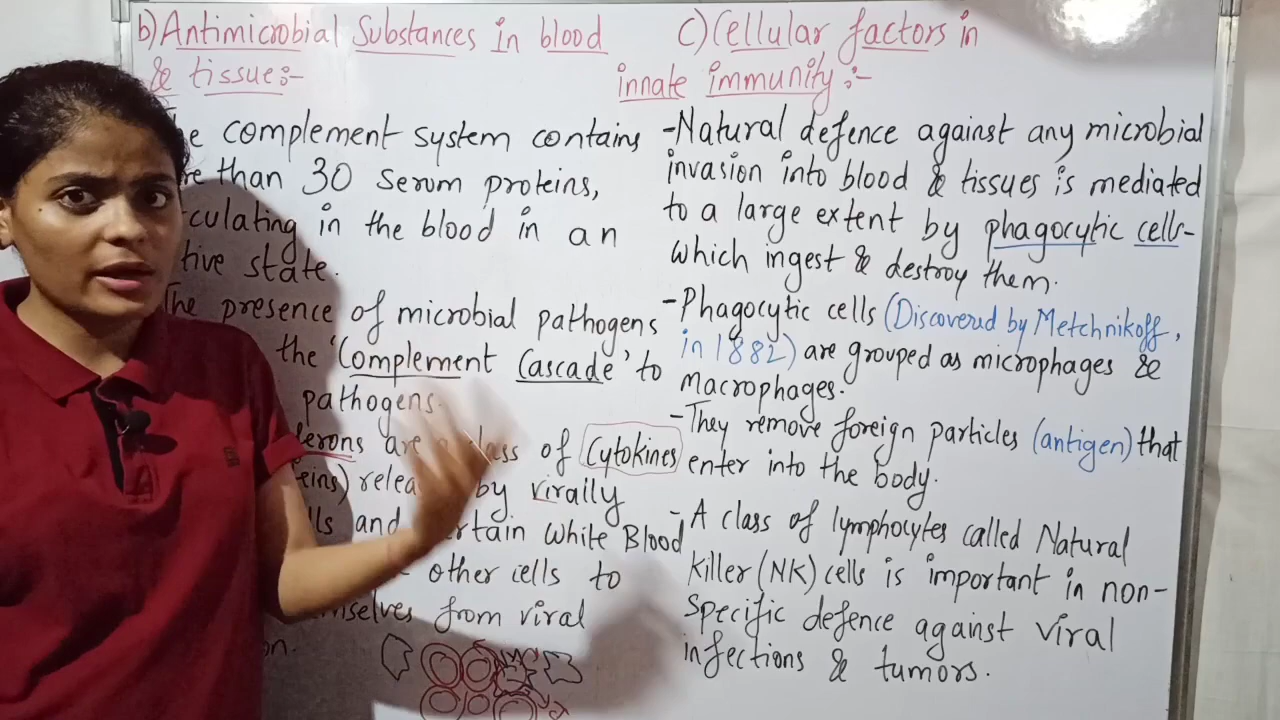 b) Antimicrobial Substances in blood
& tissue:-
complement system contains
than 30 serum proteins,
in the blood in an
state.
The presence of microbial pathogens
the 'Complement Cascade' to
pathogens.
are class of Cytokines
by virally
and White Blood
other cells to
from viral
c) Cellular factors in
innate immunity:-
-Natural defence against any microbial
invasion into blood & tissues is mediated
to a large extent by phagocytic cells-
which ingest & destroy them.
-Phagocytic cells (Discovered by Metchnikoff,
in 1882) are grouped as microphages &
macrophages.
-They remove foreign particles (antigen) that
enter into the body.
-A class of lymphocytes called Natural
Killer (NK) cells is important in non-
specific defence against viral
infections & tumors.